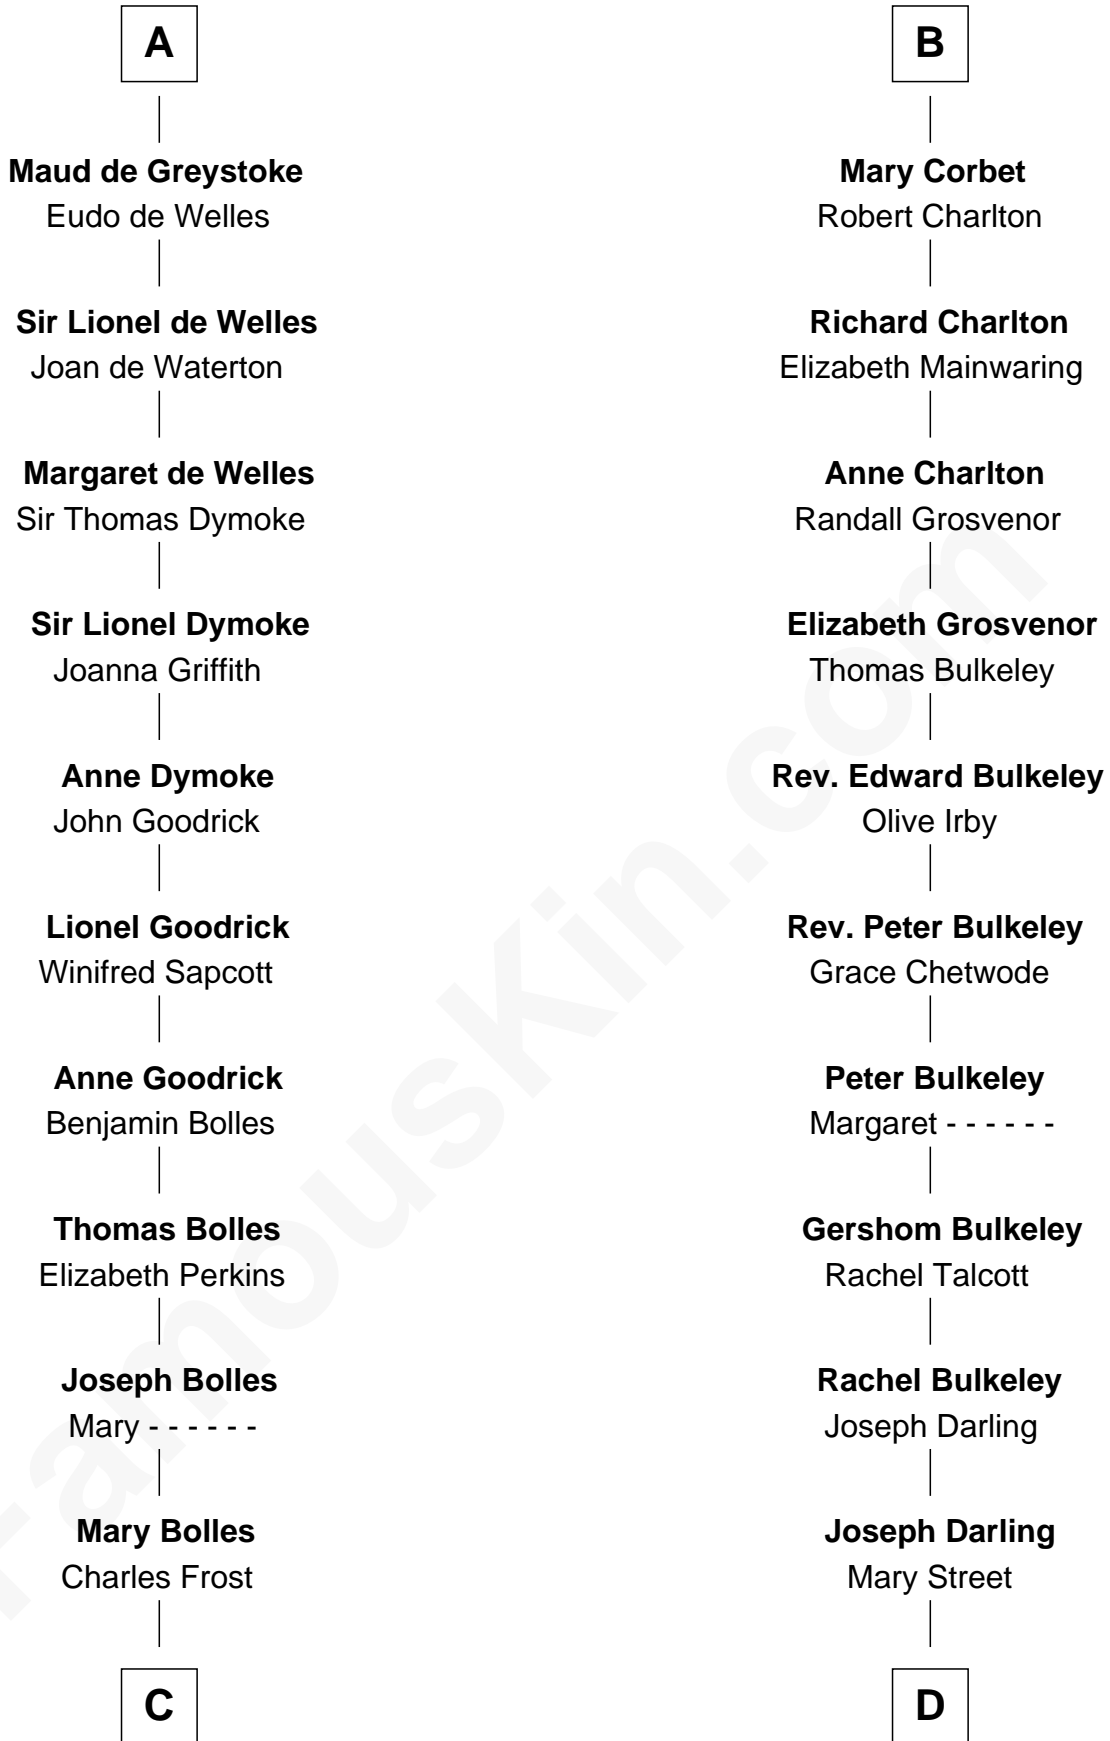 A
Maud de Greystoke
Eudo de Welles
Sir Lionel de Welles
Joan de Waterton
Margaret de Welles
Sir Thomas Dymoke
Sir Lionel Dymoke
Joanna Griffith
Anne Dymoke
John Goodrick
Lionel Goodrick
Winifred Sapcott
Anne Goodrick
Benjamin Bolles
Thomas Bolles
Elizabeth Perkins
Joseph Bolles
Mary - - - - - -
Mary Bolles
Charles Frost
C
B
Mary Corbet
Robert Charlton
Richard Charlton
Elizabeth Mainwaring
Anne Charlton
Randall Grosvenor
Elizabeth Grosvenor
Thomas Bulkeley
Rev. Edward Bulkeley
Olive Irby
Rev. Peter Bulkeley
Grace Chetwode
Peter Bulkeley
Margaret - - - - - -
Gershom Bulkeley
Rachel Talcott
Rachel Bulkeley
Joseph Darling
Joseph Darling
Mary Street
D
FamousKin.com